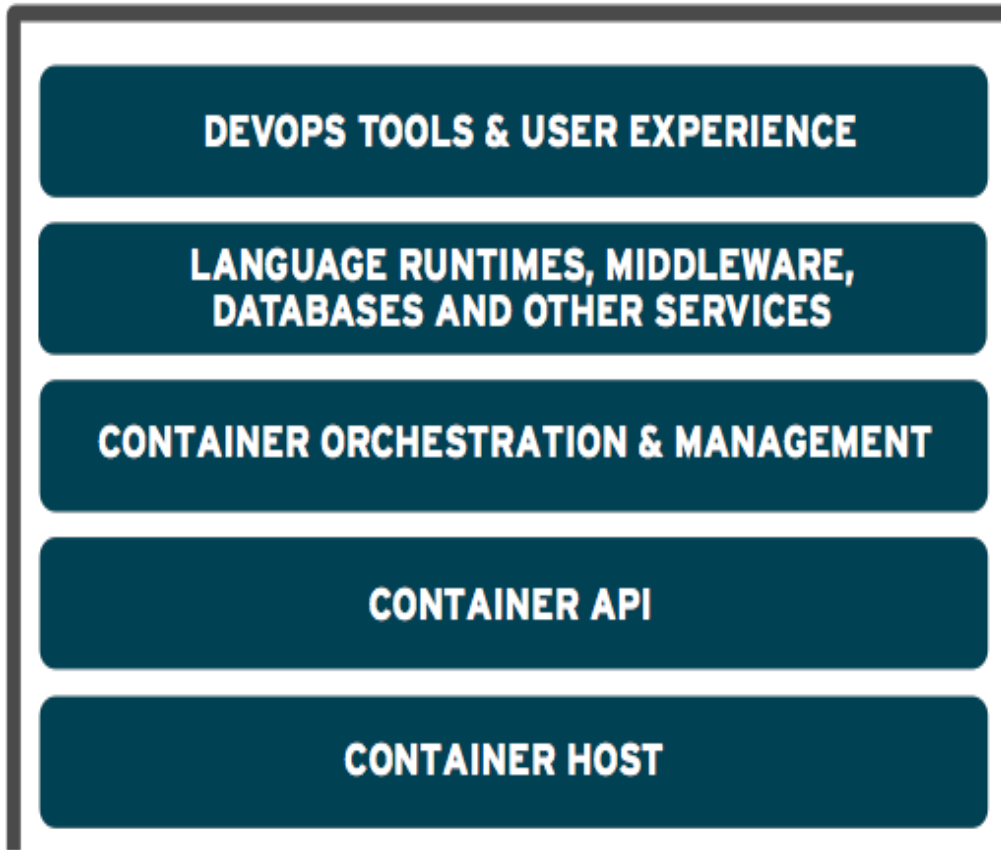 DEVOPS TOOLS & USER EXPERIENCE
LANGUAGE RUNTIMES, MIDDLEWARE,
DATABASES AND OTHER SERVICES
CONTAINER ORCHESTRATION & MANAGEMENT
CONTAINER API
CONTAINER HOST